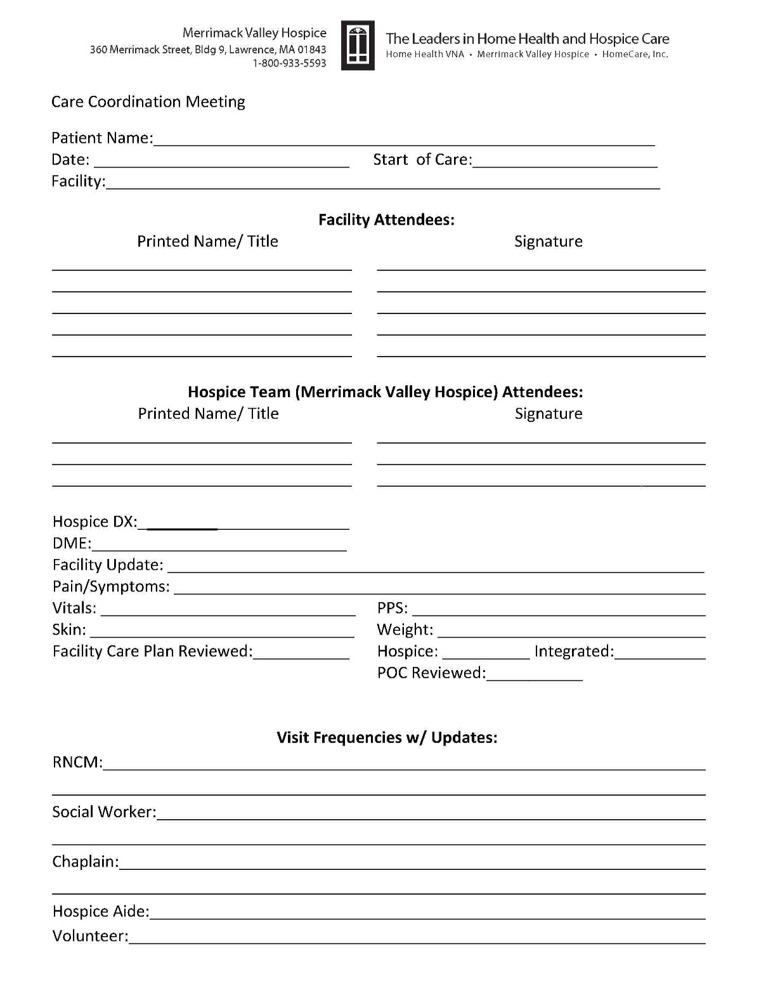 Merrimack Valley Hospice
360 Merrimack Street, Bldg 9, Lawrence, MA 01843
1-800-933-5593
The Leaders in Home Health and Hospice Care
Home Health VNA • Merrimack Valley Hospice • HomeCare, Inc.
Care Coordination Meeting
Patient Name:
Date: Start of Care:
Facility:
Facility Attendees:
Printed Name/ Title Signature
Hospice Team (Merrimack Valley Hospice) Attendees:
Printed Name/ Title Signature
Hospice DX:
DME:
Facility Update:
Pain/Symptoms:
Vitals: PPS:
Skin: Weight:
Facility Care Plan Reviewed: Hospice: Integrated:
POC Reviewed:
Visit Frequencies w/ Updates:
RNCM:
Social Worker:
Chaplain:
Hospice Aide:
Volunteer: